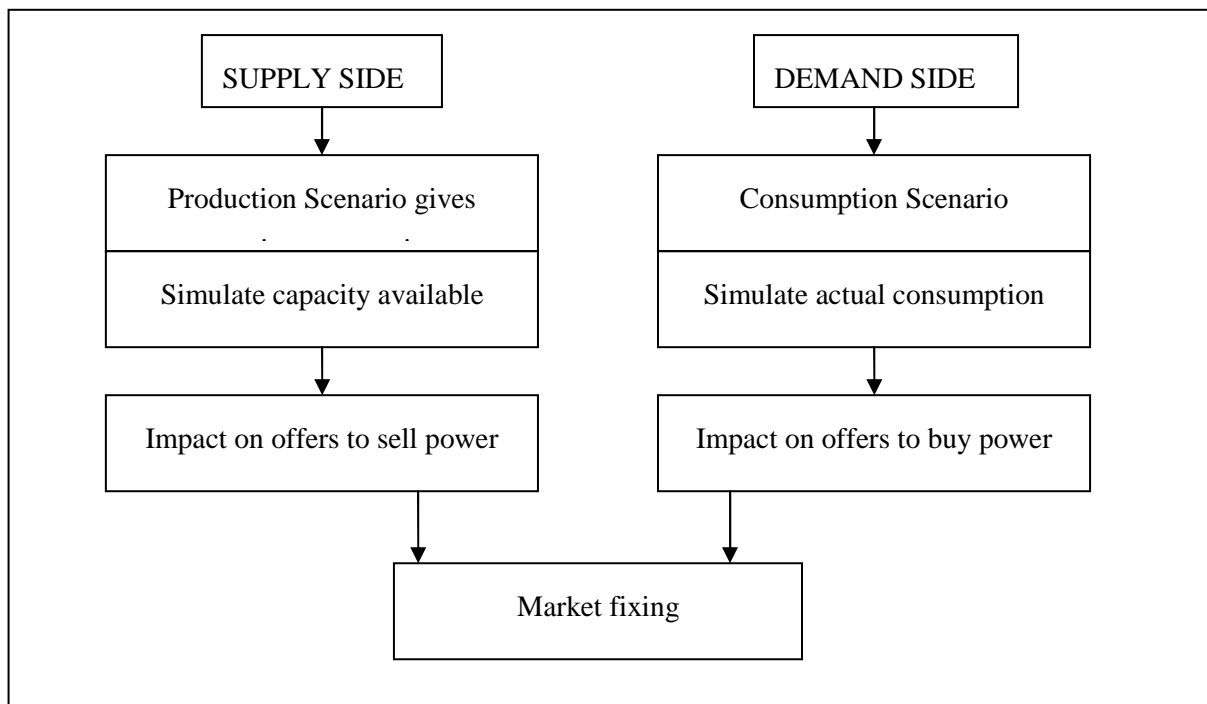 SUPPLY SIDE
DEMAND SIDE
Production Scenario gives
Consumption Scenario
Simulate capacity available
Simulate actual consumption
Impact on offers to sell power
Impact on offers to buy power
Market fixing